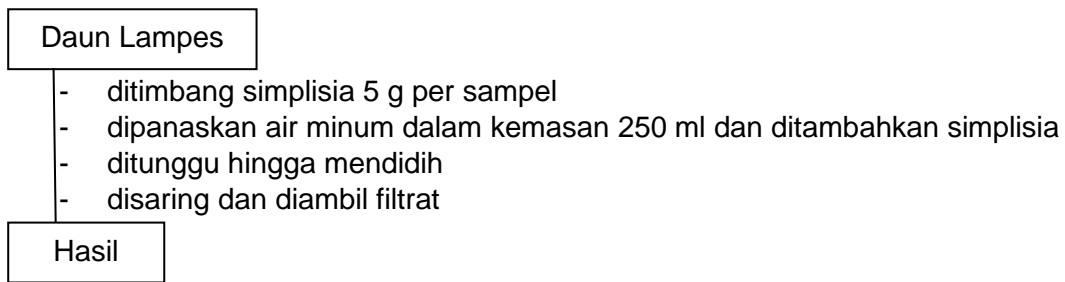 Daun Lampes
- ditimbang simplisia 5 g per sampel
- dipanaskan air minum dalam kemasan 250 ml dan ditambahkan simplisia
- ditunggu hingga mendidih
- disaring dan diambil filtrat
Hasil